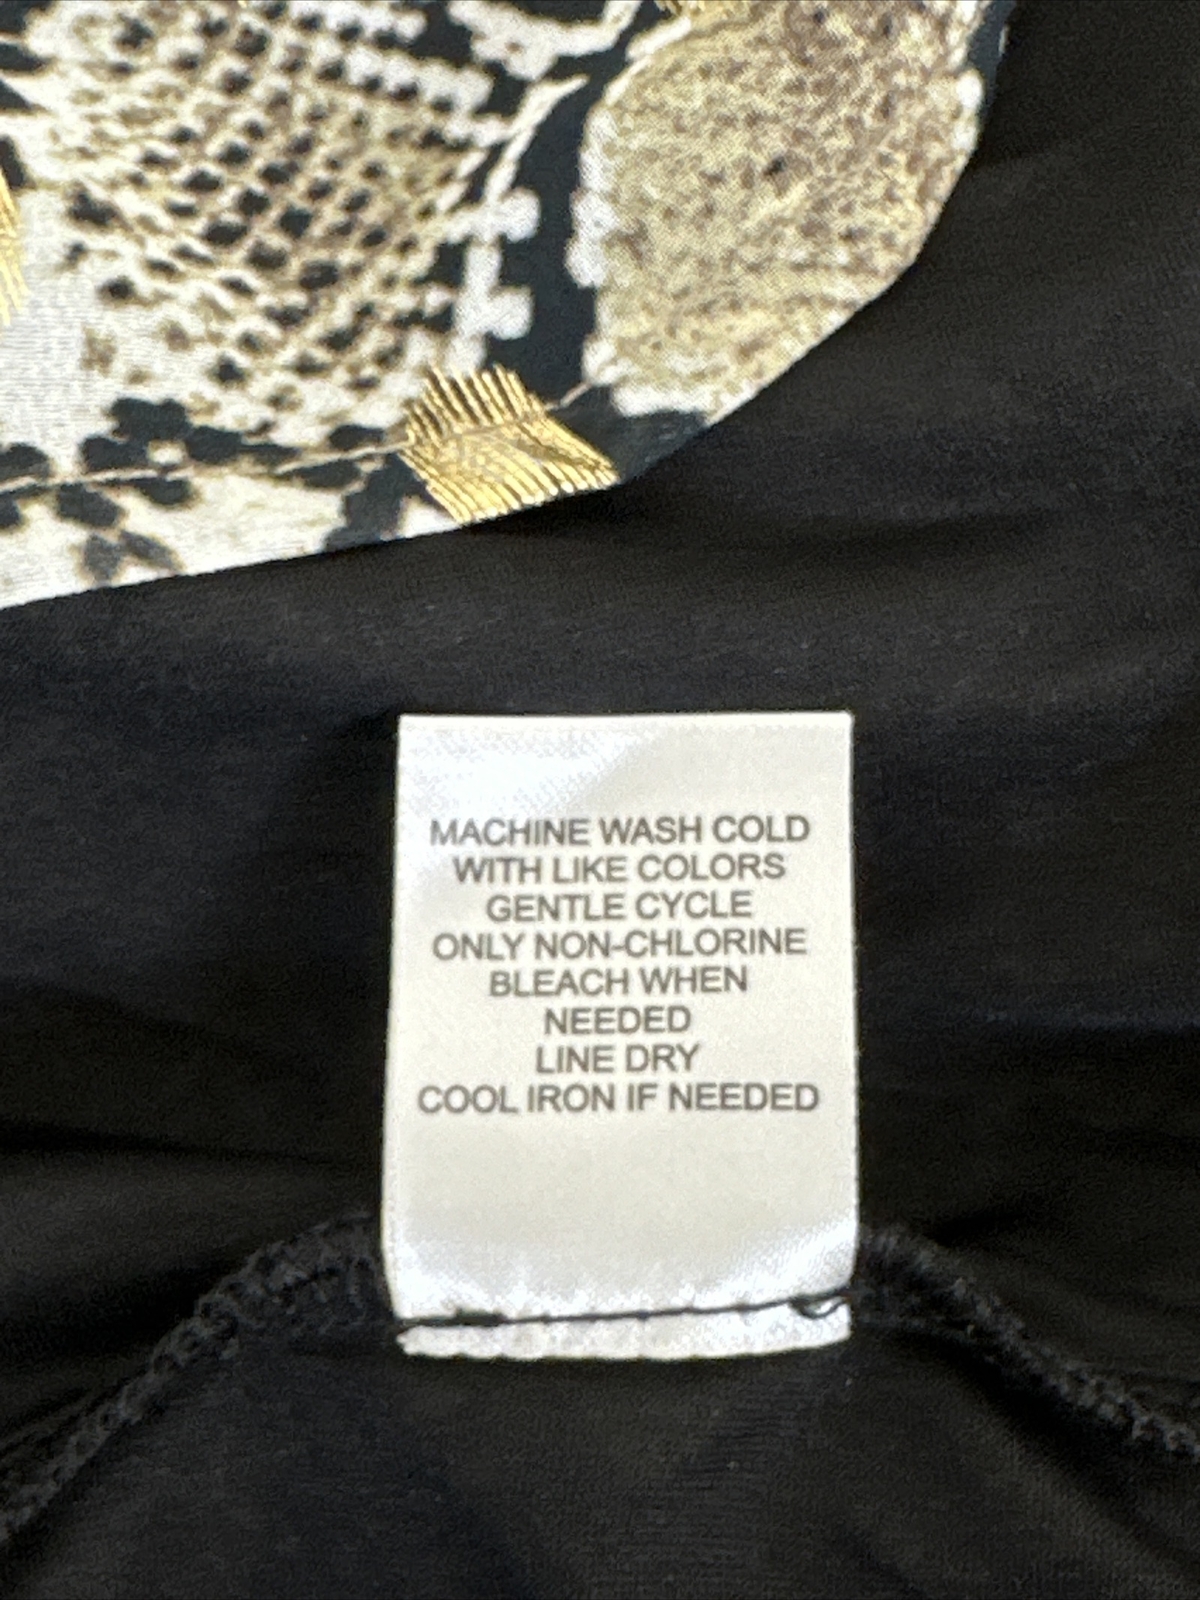 MACHINE WASH COLD
WITH LIKE COLORS
GENTLE CYCLE
ONLY NON-CHLORINE
BLEACH WHEN
NEEDED
LINE DRY
COOL IRON IF NEEDED